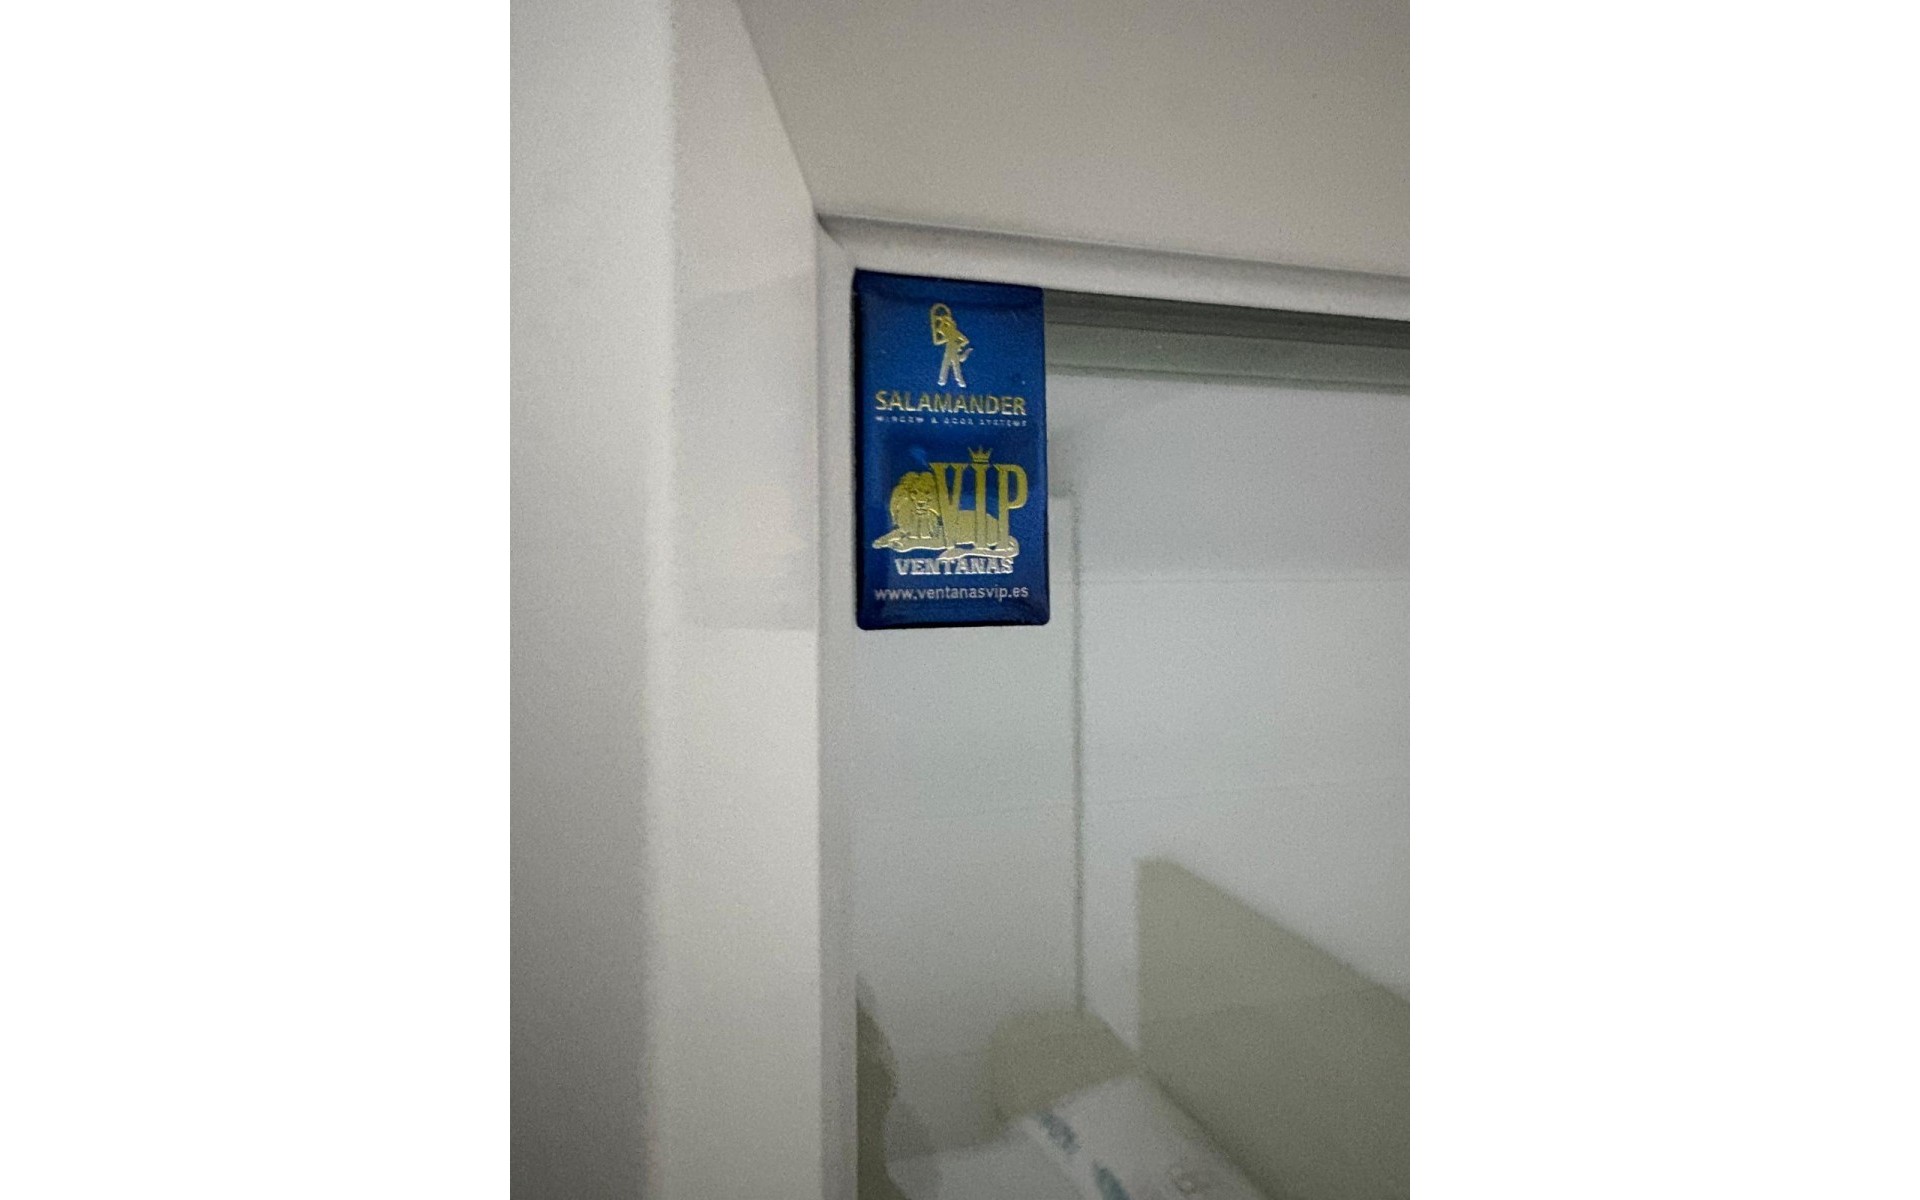 SALAMANDER
WINDOW & DOOR SYSTEMS
VIP
VENTANAS
www.ventanasvip.es